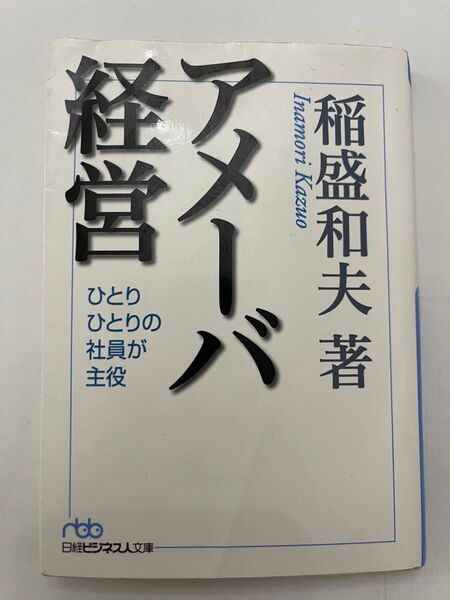 稲盛和夫 著
Inamori Kazuo
アメーバ
経営
ひとり
ひとりの
社員が
主役
nbb
日経ビジネス人文庫